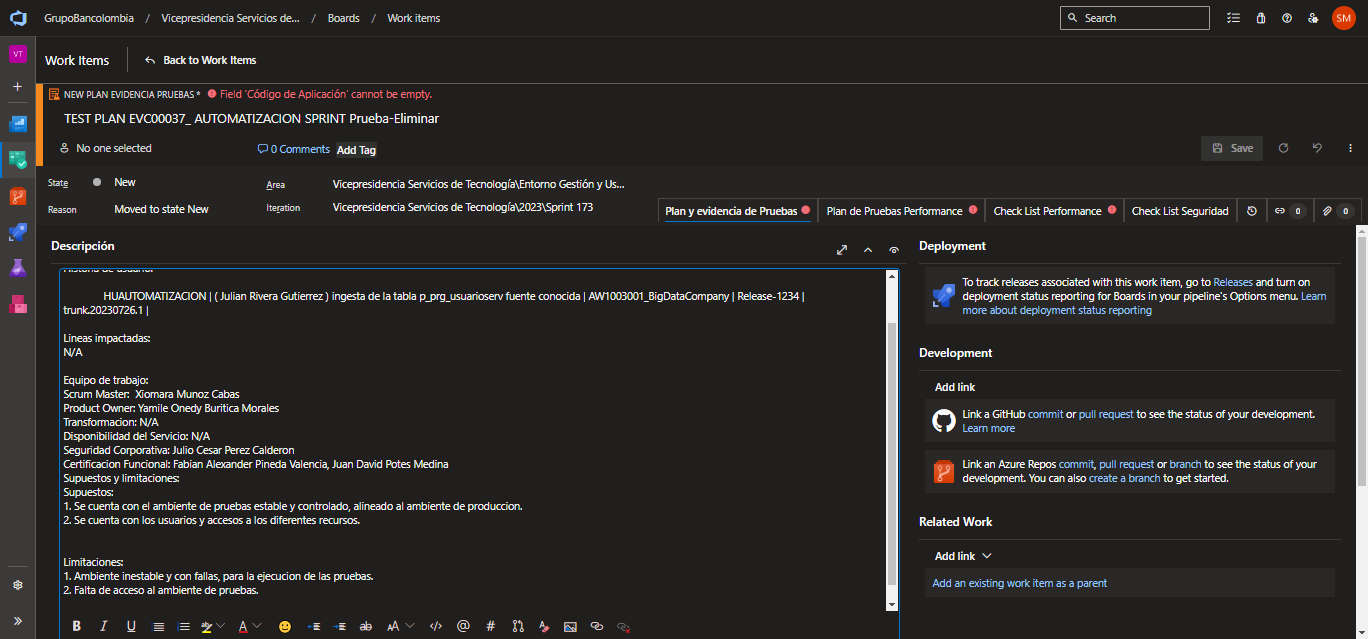 GrupoBancolombia / Vicepresidencia Servicios de... / Boards / Work items
Search
SM
VT
Work Items
Back to Work Items
NEW PLAN EVIDENCIA PRUEBAS * Field 'Código de Aplicación' cannot be empty.
TEST PLAN EVC00037_ AUTOMATIZACION SPRINT Prueba-Eliminar
No one selected
0 Comments
Add Tag
Save
State
New
Area
Vicepresidencia Servicios de Tecnología\Entorno Gestión y Us...
Reason
Moved to state New
Iteration
Vicepresidencia Servicios de Tecnología\2023\Sprint 173
Plan y evidencia de Pruebas
Plan de Pruebas Performance
Check List Performance
Check List Seguridad
0
0
Descripción
Historia de usuario:
HUAUTOMATIZACION | ( Julian Rivera Gutierrez ) ingesta de la tabla p_prg_usuarioserv fuente conocida | AW1003001_BigDataCompany | Release-1234 |
trunk.20230726.1 |
Lineas impactadas:
N/A
Equipo de trabajo:
Scrum Master:  Xiomara Munoz Cabas
Product Owner: Yamile Onedy Buritica Morales
Transformacion: N/A
Disponibilidad del Servicio: N/A
Seguridad Corporativa: Julio Cesar Perez Calderon
Certificacion Funcional: Fabian Alexander Pineda Valencia, Juan David Potes Medina
Supuestos y limitaciones:
Supuestos:
1. Se cuenta con el ambiente de pruebas estable y controlado, alineado al ambiente de produccion.
2. Se cuenta con los usuarios y accesos a los diferentes recursos.
Limitaciones:
1. Ambiente inestable y con fallas, para la ejecucion de las pruebas.
2. Falta de acceso al ambiente de pruebas.
Deployment
To track releases associated with this work item, go to Releases and turn on
deployment status reporting for Boards in your pipeline's Options menu. Learn
more about deployment status reporting
Development
Add link
Link a GitHub commit or pull request to see the status of your development.
Learn more
Link an Azure Repos commit, pull request or branch to see the status of your
development. You can also create a branch to get started.
Related Work
Add link
Add an existing work item as a parent